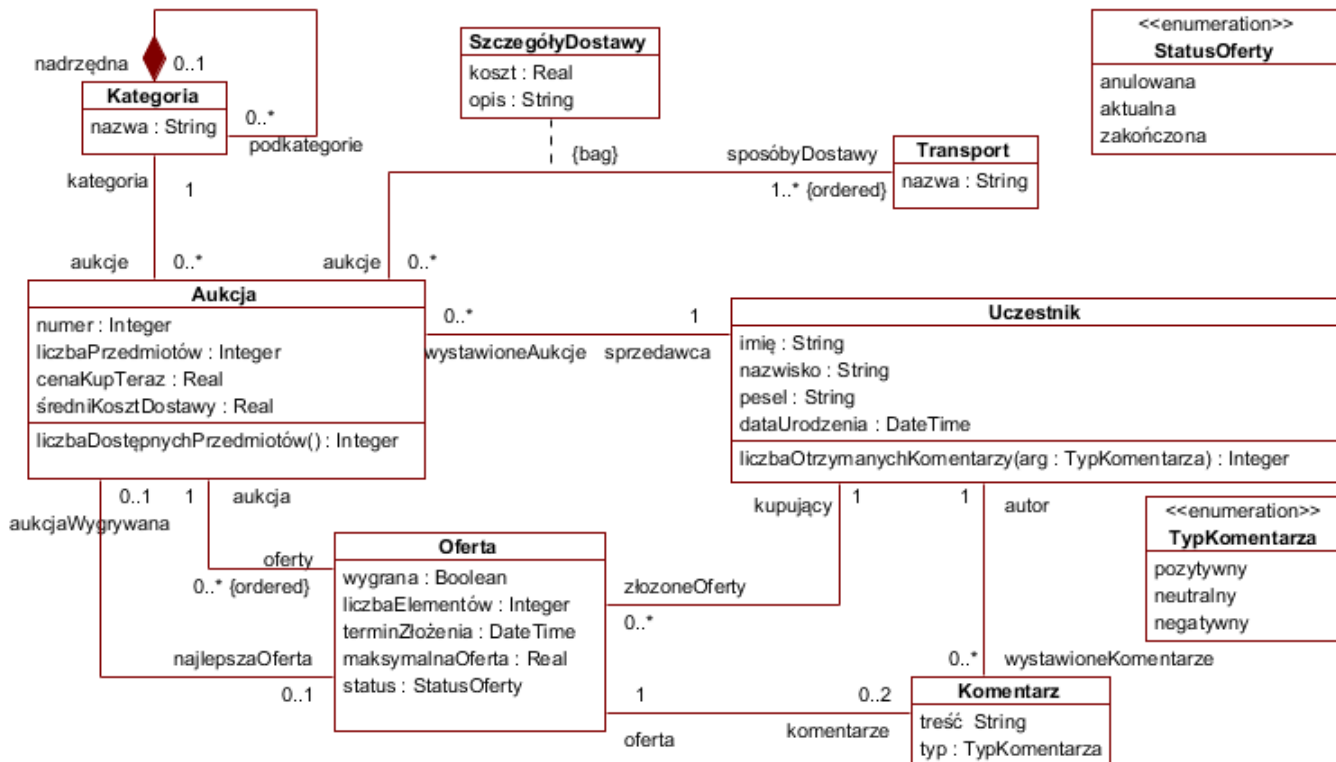 nadrzędna
0..1
Kategoria
nazwa : String
0..*
podkategorie
kategoria
1
SzczegółyDostawy
koszt : Real
opis : String
{bag}
sposóbyDostawy
1..* {ordered}
Transport
nazwa : String
<<enumeration>>
StatusOferty
anulowana
aktualna
zakończona
aukcje
0..*
aukcje
0..*
Aukcja
numer : Integer
liczbaPrzedmiotów : Integer
cenaKupTeraz : Real
średniKosztDostawy : Real
liczbaDostępnychPrzedmiotów() : Integer
0..*
1
wystawioneAukcje
sprzedawca
Uczestnik
imię : String
nazwisko : String
pesel : String
dataUrodzenia : DateTime
liczbaOtrzymanychKomentarzy(arg : TypKomentarza) : Integer
0..1
1
aukcja
aukcjaWygrywana
kupujący
1
1
autor
<<enumeration>>
TypKomentarza
pozytywny
neutralny
negatywny
oferty
0..* {ordered}
Oferta
wygrana : Boolean
liczbaElementów : Integer
terminZłożenia : DateTime
maksymalnaOferta : Real
status : StatusOferty
złozoneOferty
0..*
najlepszaOferta
0..1
0..*
wystawioneKomentarze
1
0..2
oferta
komentarze
Komentarz
treść String
typ : TypKomentarza